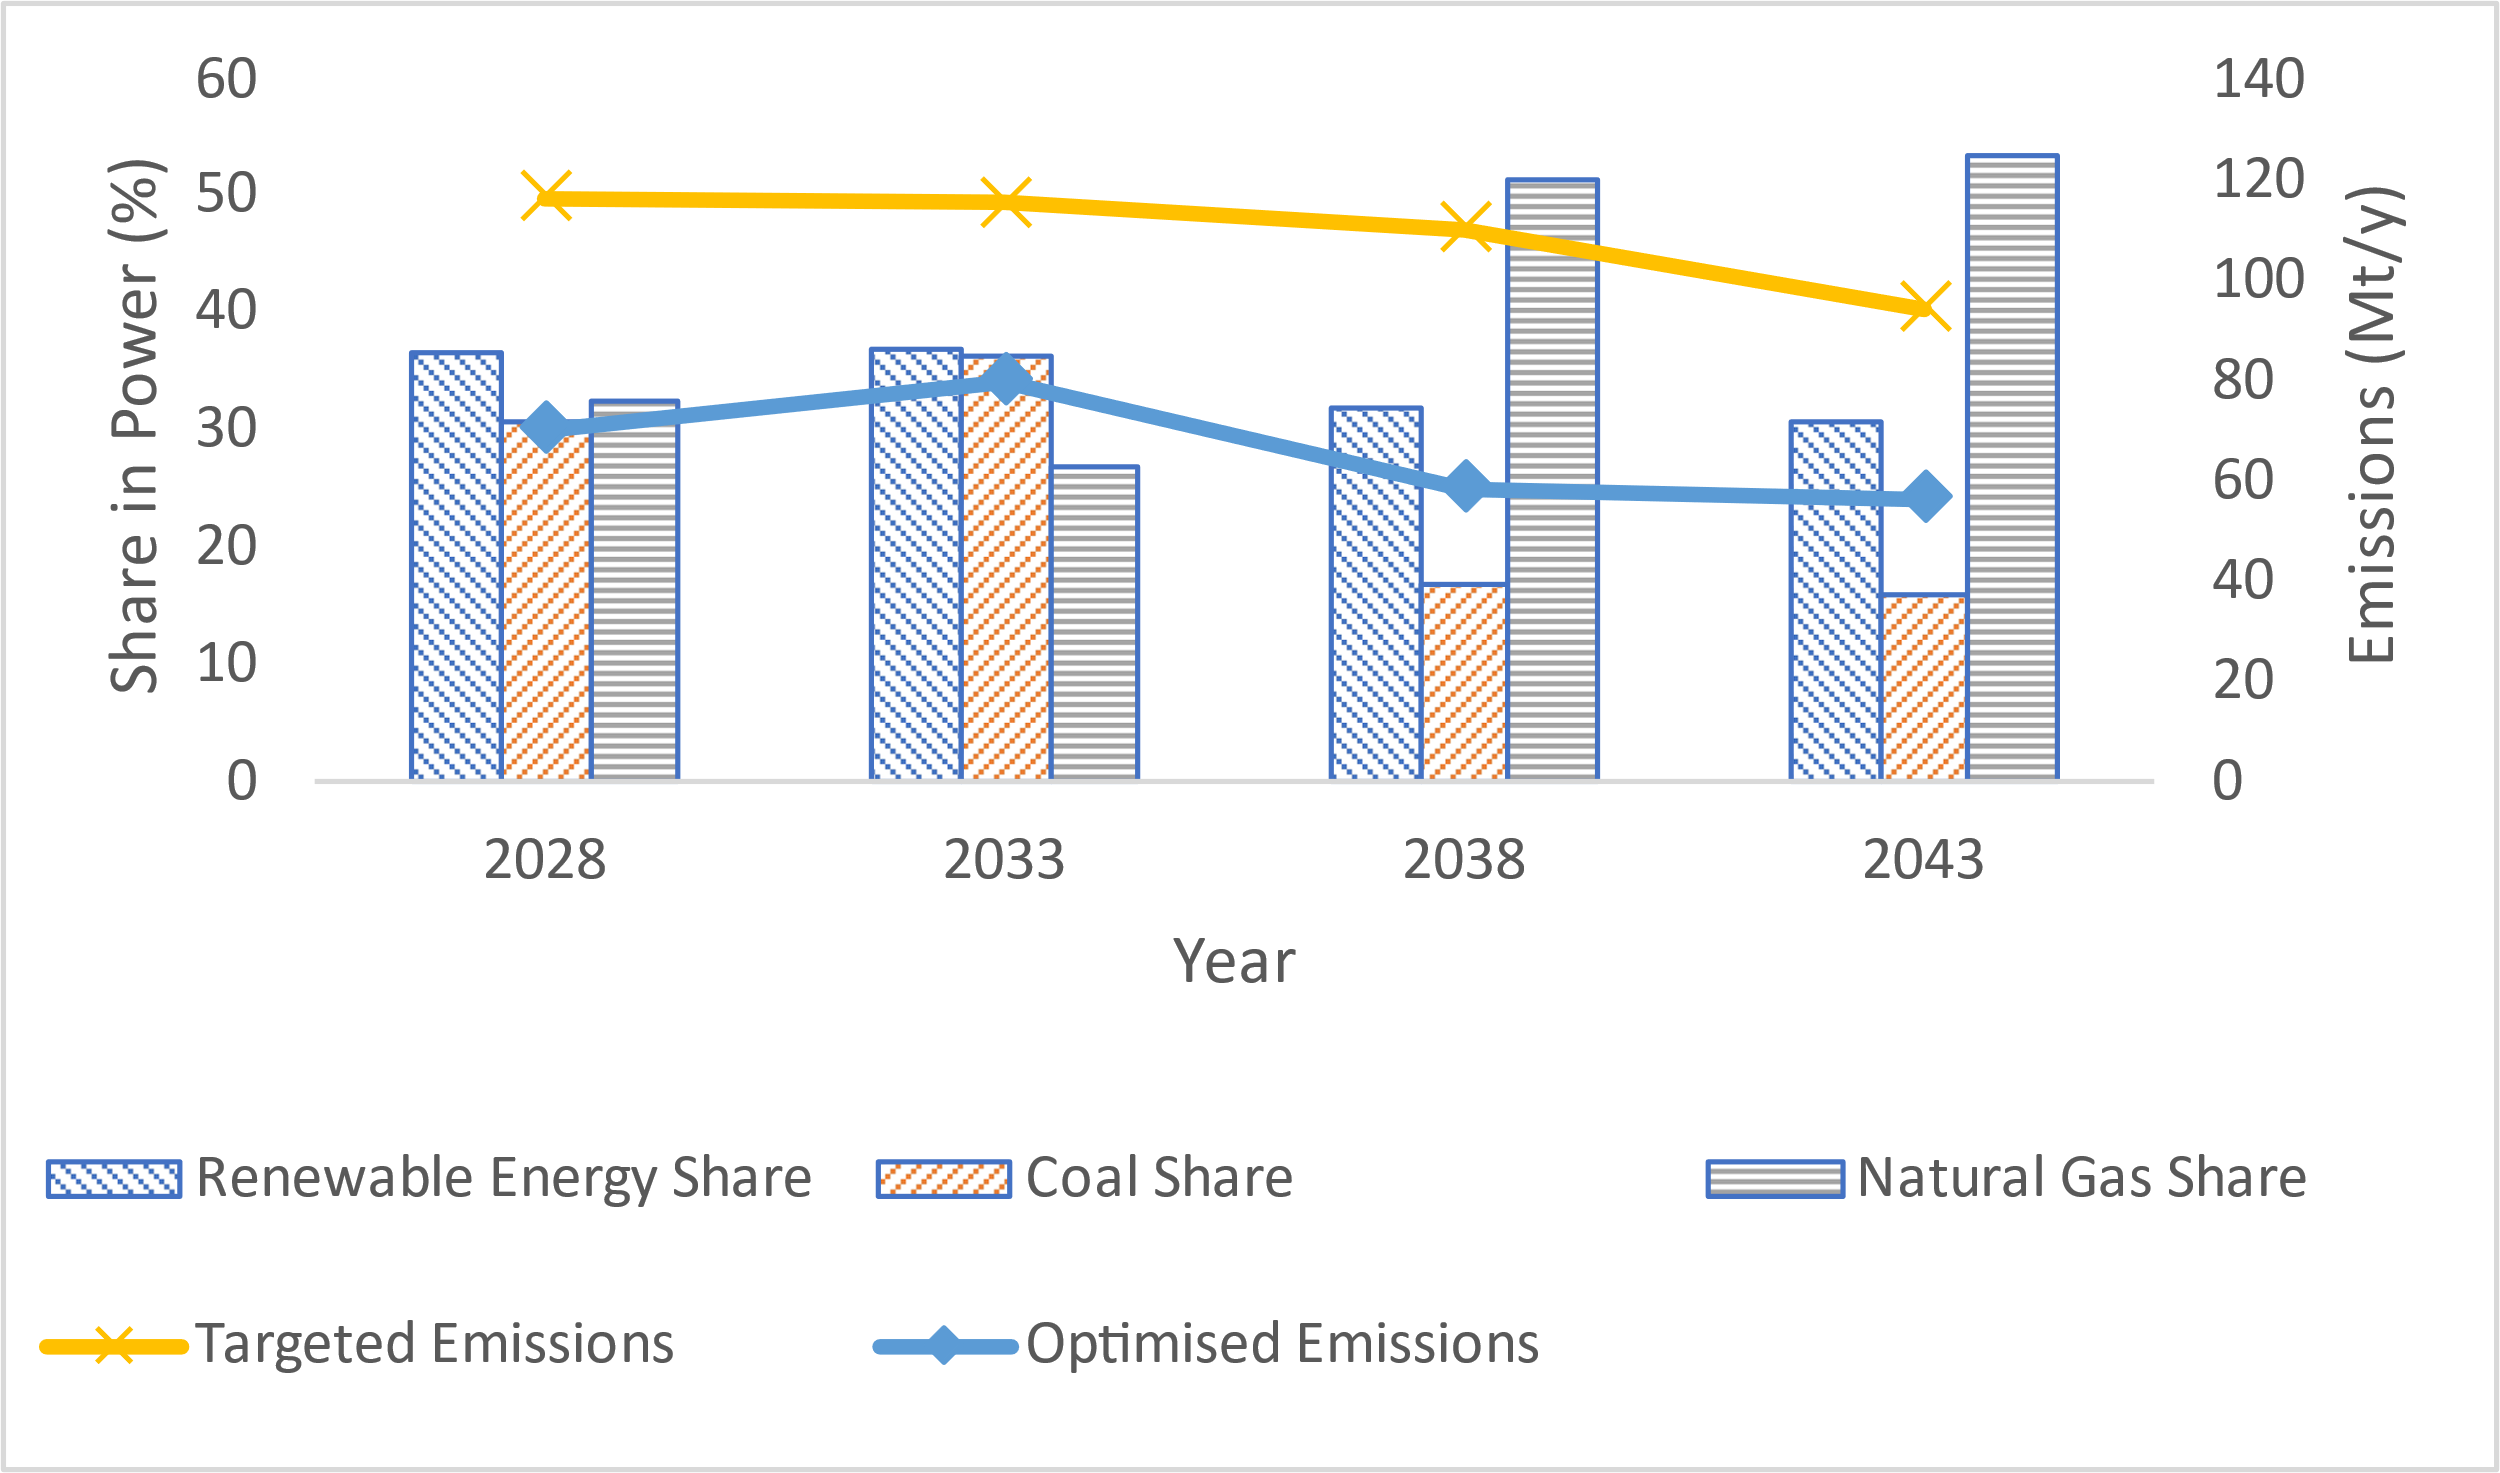 60
50
40
30
20
10
0
Share in Power (%)
140
120
100
80
60
40
20
0
Emissions (Mt/y)
2028 2033 2038 2043
Year
Renewable Energy Share Coal Share Natural Gas Share
Targeted Emissions Optimised Emissions